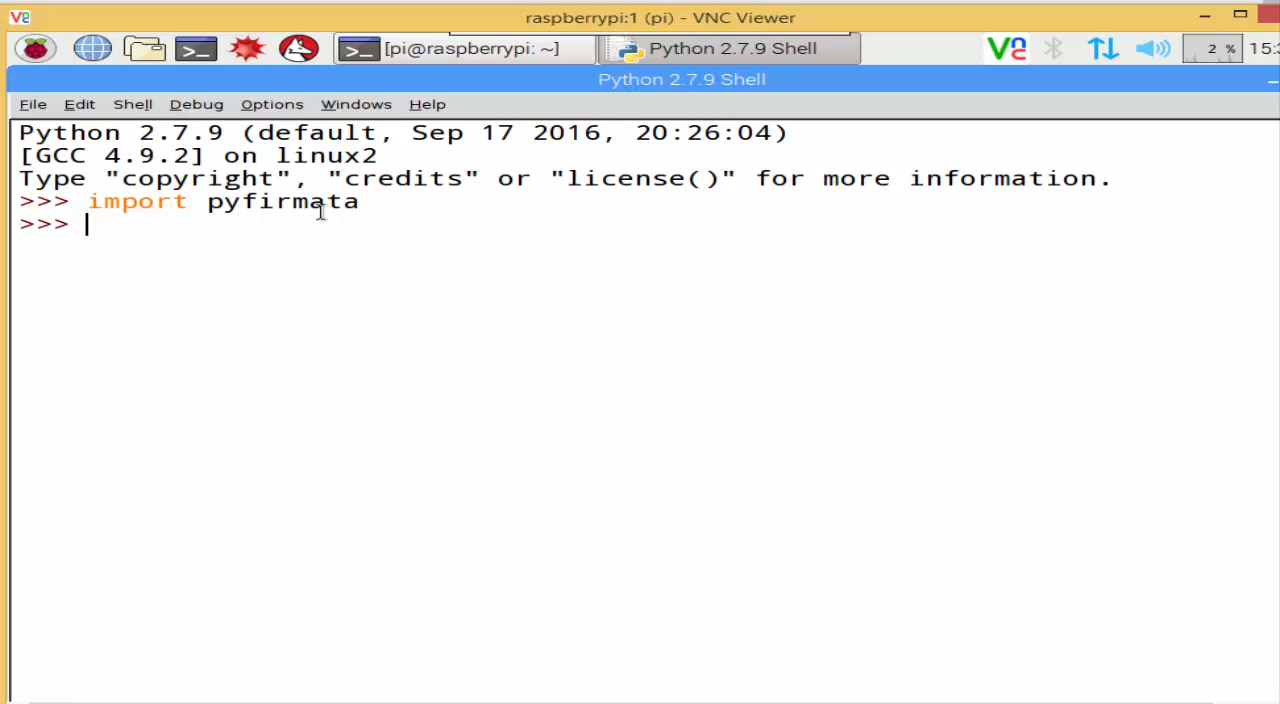 raspberrypi:1 (pi) - VNC Viewer
[pi@raspberrypi: ~] Python 2.7.9 Shell 2 %
Python 2.7.9 Shell
File Edit Shell Debug Options Windows Help
Python 2.7.9 (default, Sep 17 2016, 20:26:04)
[GCC 4.9.2] on linux2
Type "copyright", "credits" or "license()" for more information.
>>> import pyfirmata
>>>